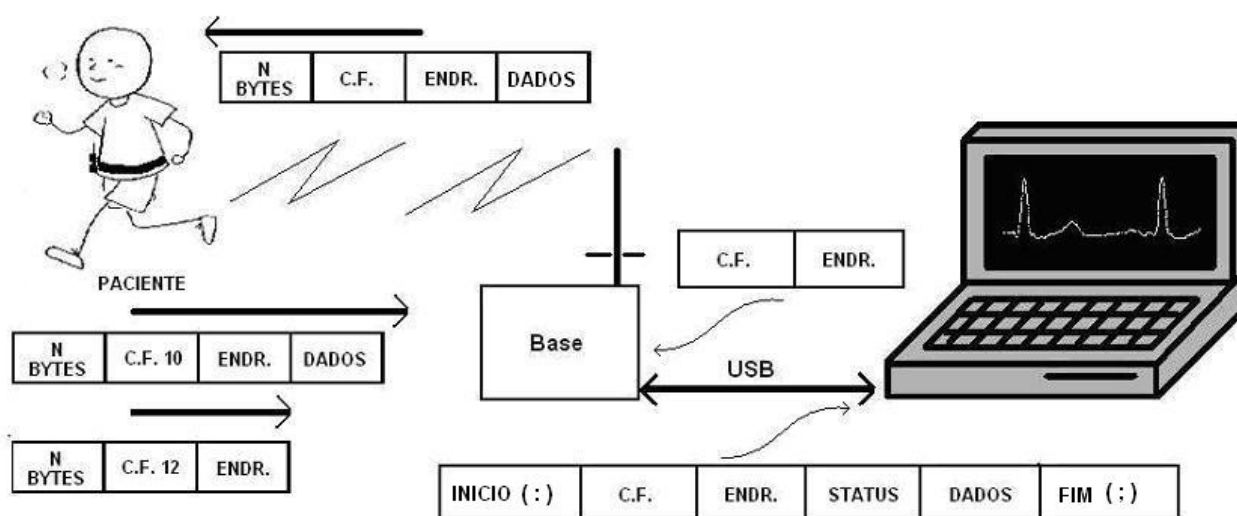 N BYTES C.F. ENDR. DADOS
C.F. ENDR.
PACIENTE
Base
USB
N BYTES C.F. 10 ENDR. DADOS
N BYTES C.F. 12 ENDR.
INICIO (:) C.F. ENDR. STATUS DADOS FIM (;)